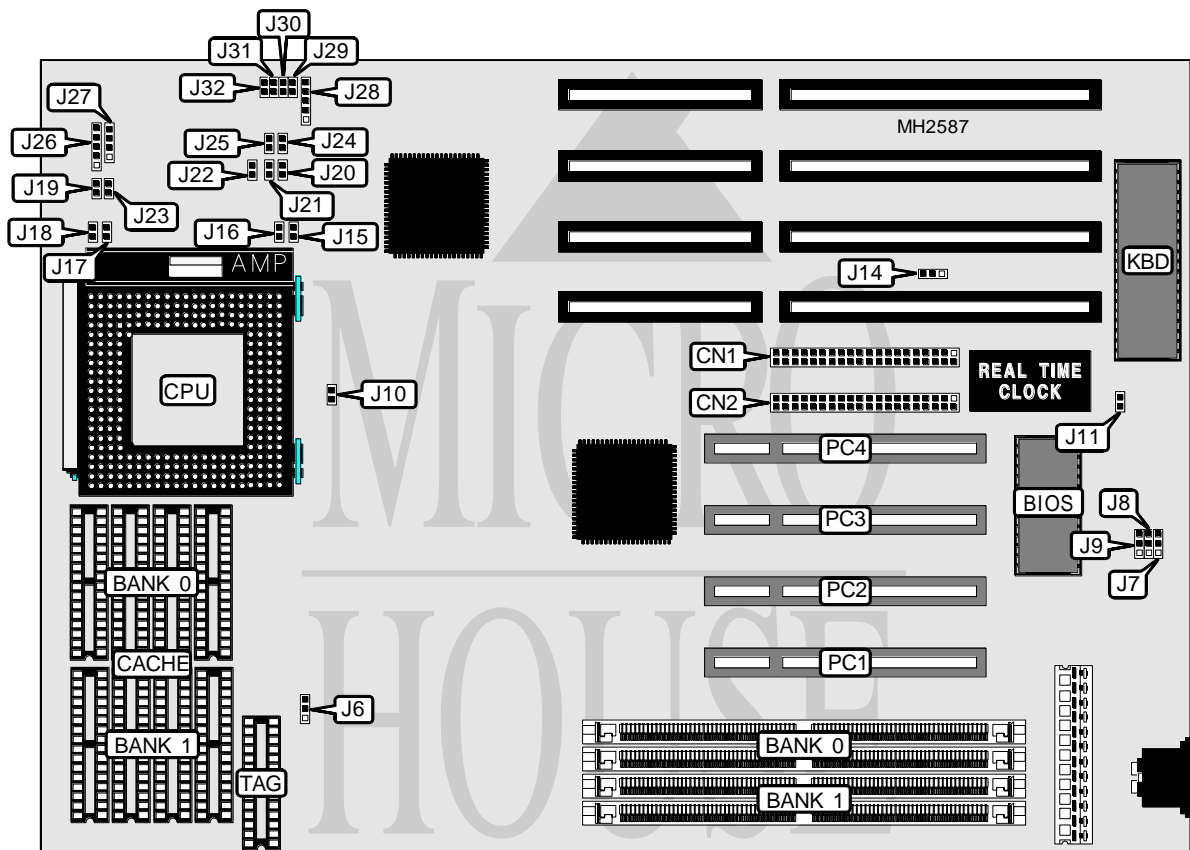 J30
J31
J29
J32
J28
J27
MH2587
J26
J25
J24
J22
J20
J19
J21
J23
J18
J16
J15
J17
AMP
KBD
J14
CN1
REAL TIME
CLOCK
CPU
J10
CN2
J11
PC4
BIOS
J8
PC3
J9
J7
BANK 0
PC2
CACHE
PC1
J6
BANK 1
BANK 0
TAG
BANK 1
MICRO
HOUSE